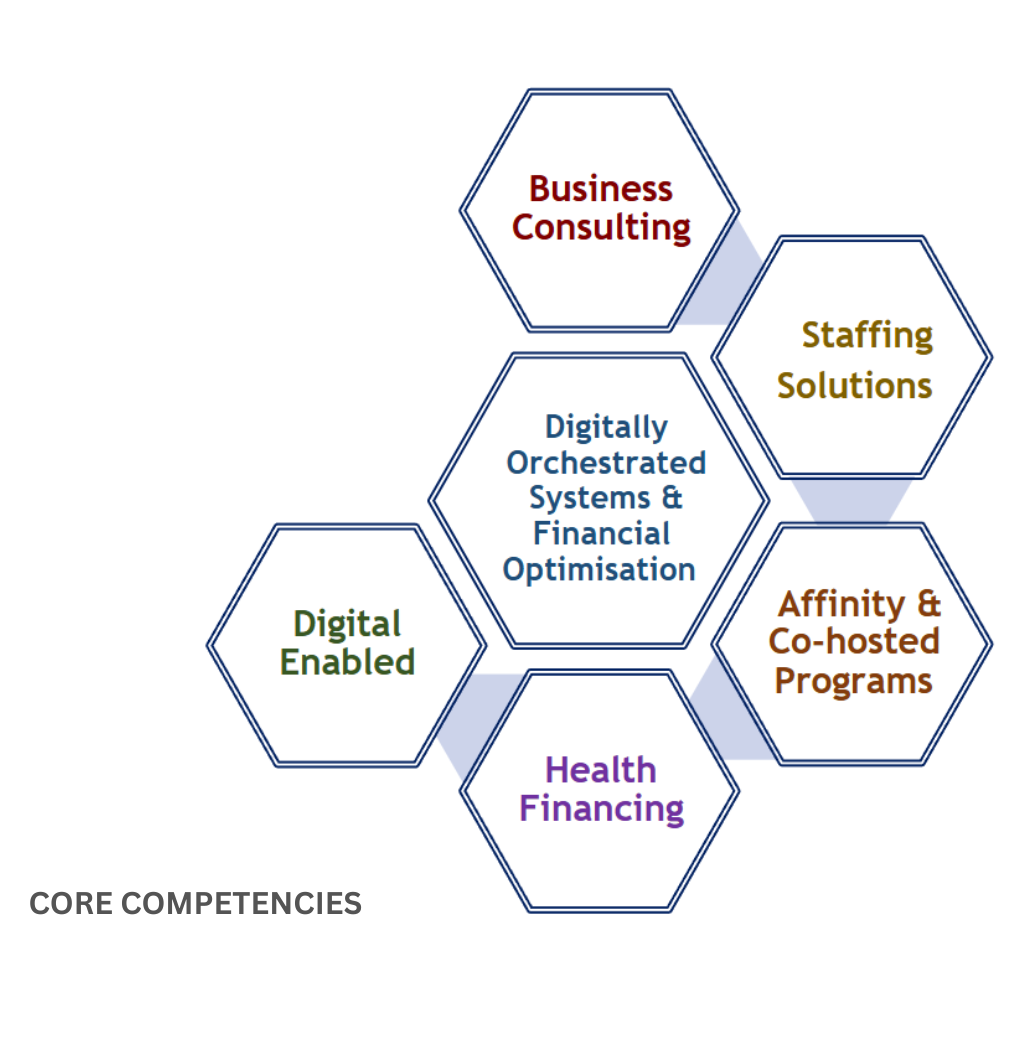 Business
Consulting
Staffing
Solutions
Digitally
Orchestrated
Systems &
Financial
Optimisation
Affinity &
Co-hosted
Programs
Digital
Enabled
Health
Financing
CORE COMPETENCIES